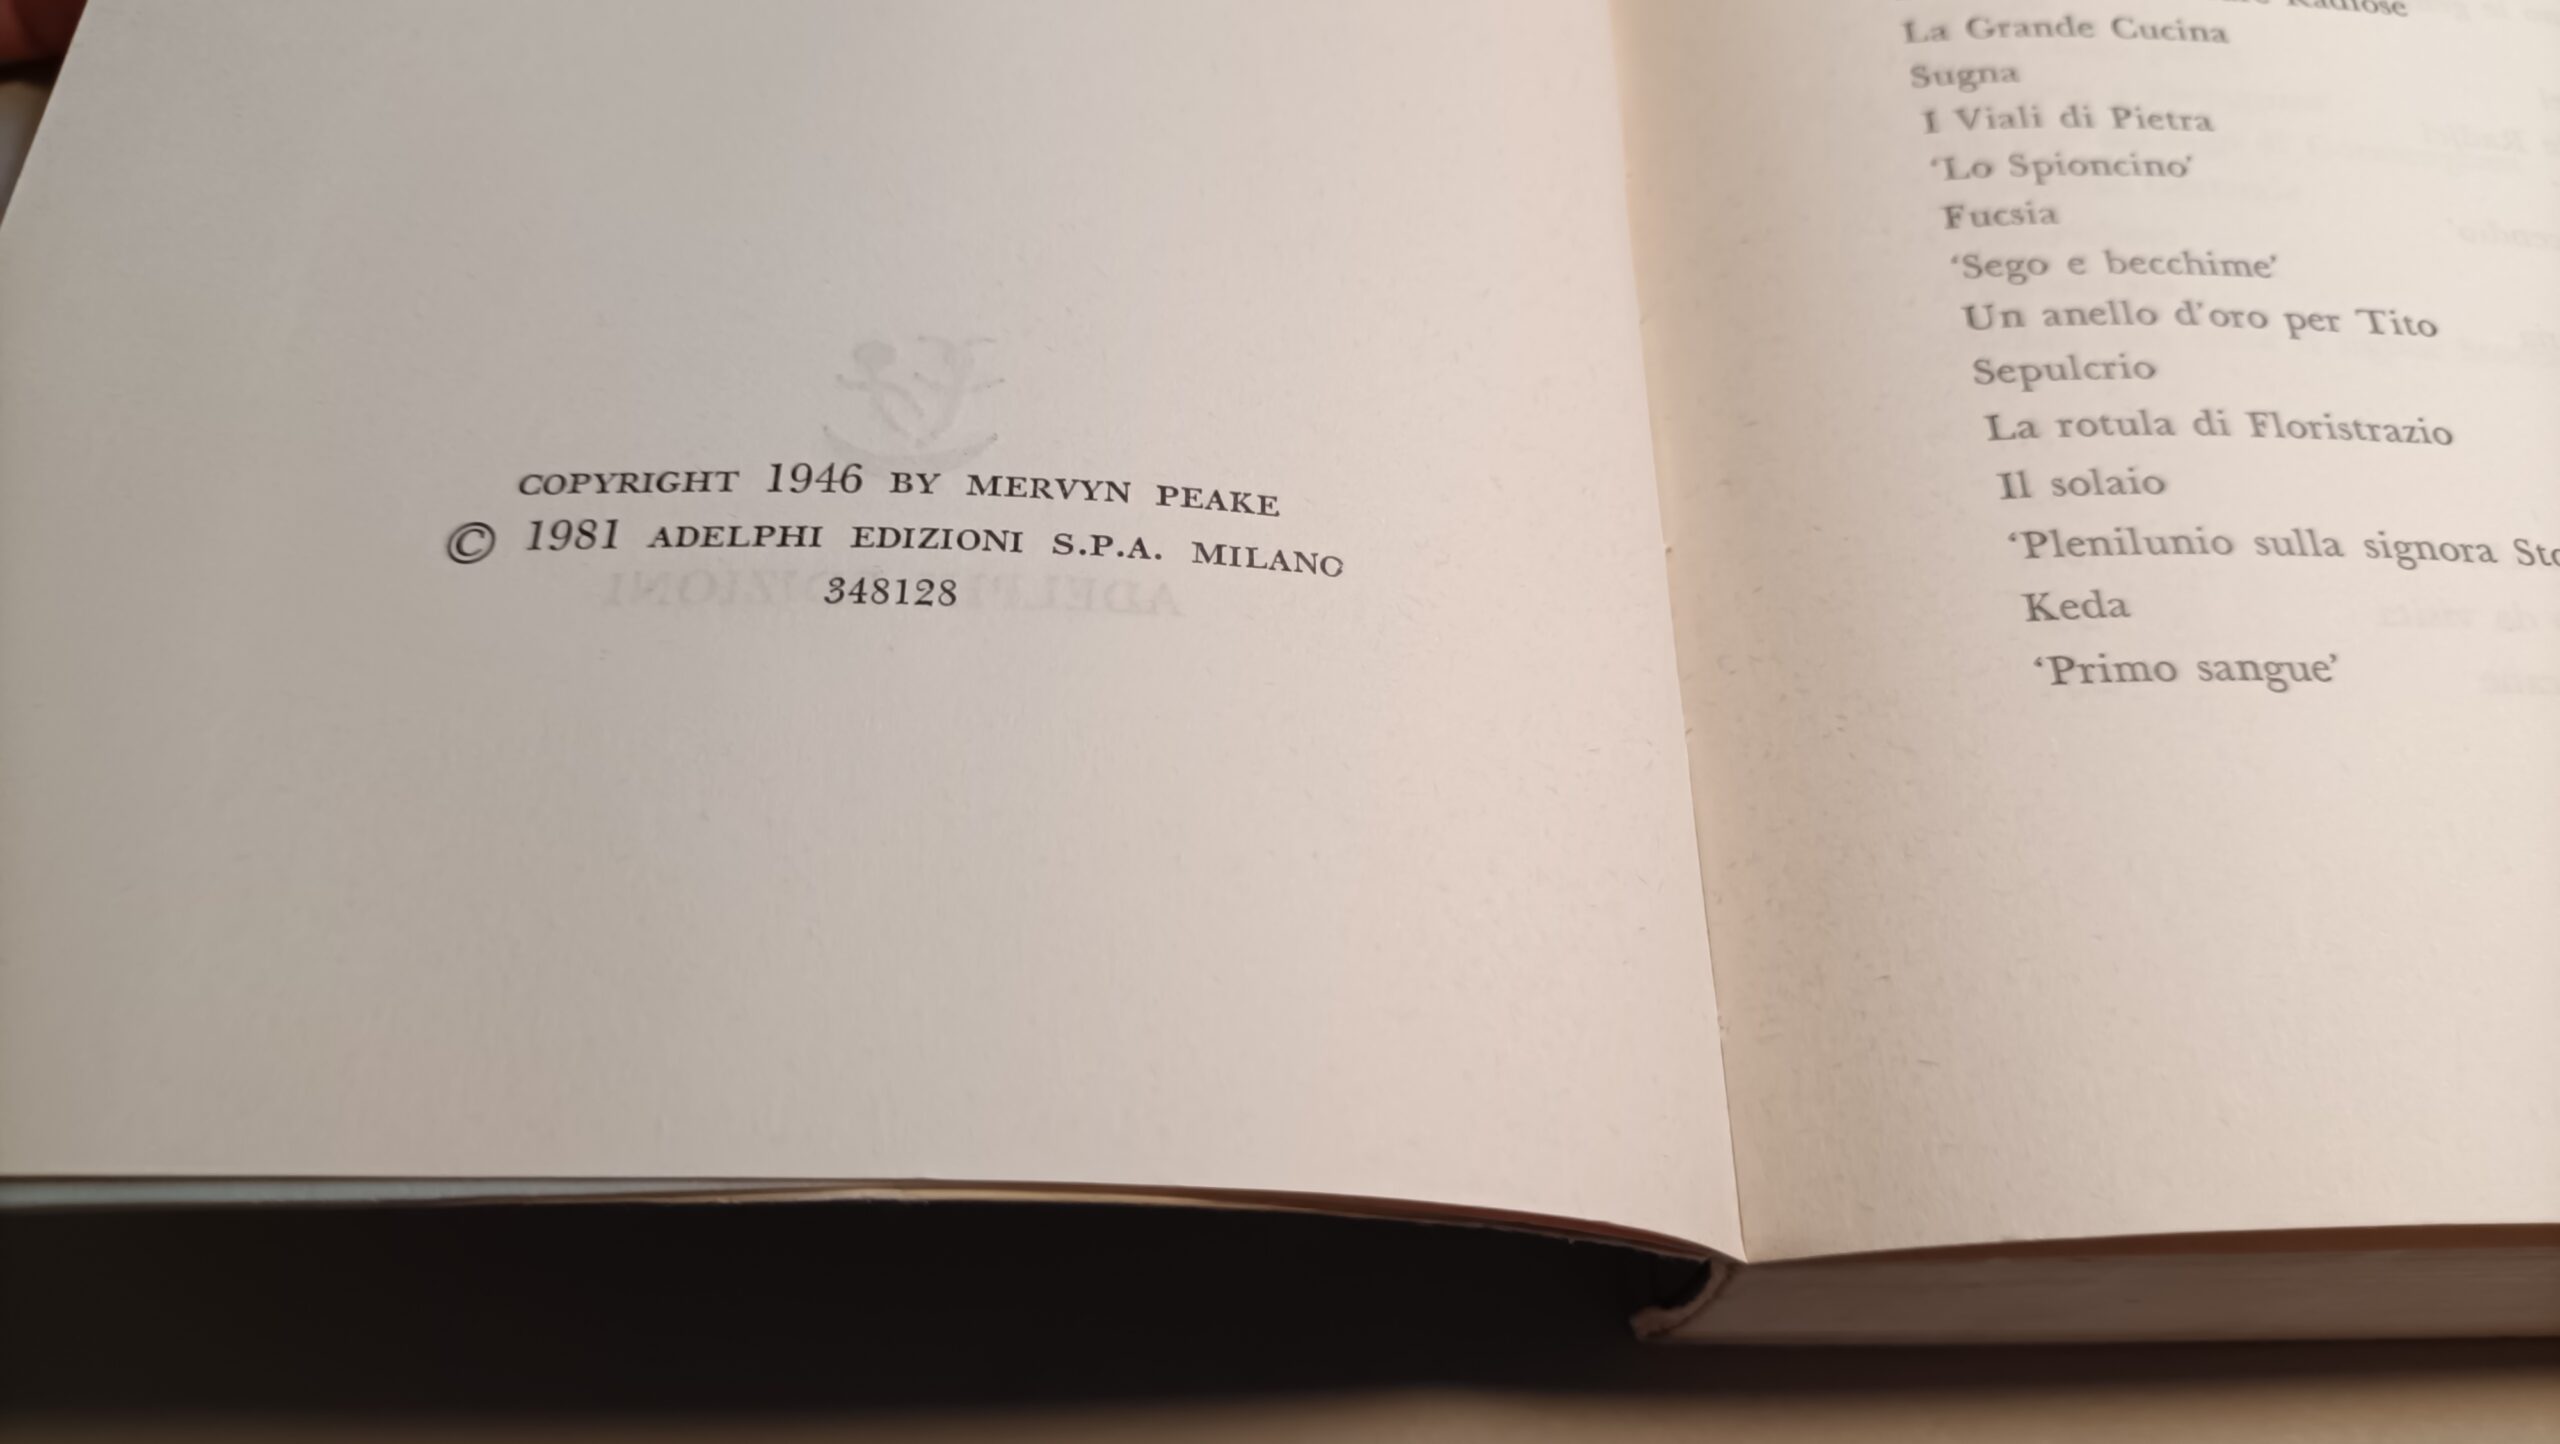 COPYRIGHT 1946 BY MERVYN PEAKE
© 1981 ADELPHI EDIZIONI S.P.A. MILANO
348128
ADELPHI EDIZIONI
La Grande Cucina
Sugna
I Viali di Pietra
‘Lo Spioncino’
Fucsia
‘Sego e becchime’
Un anello d’oro per Tito
Sepulcrio
La rotula di Floristrazio
Il solaio
‘Plenilunio sulla signora
Keda
‘Primo sangue’